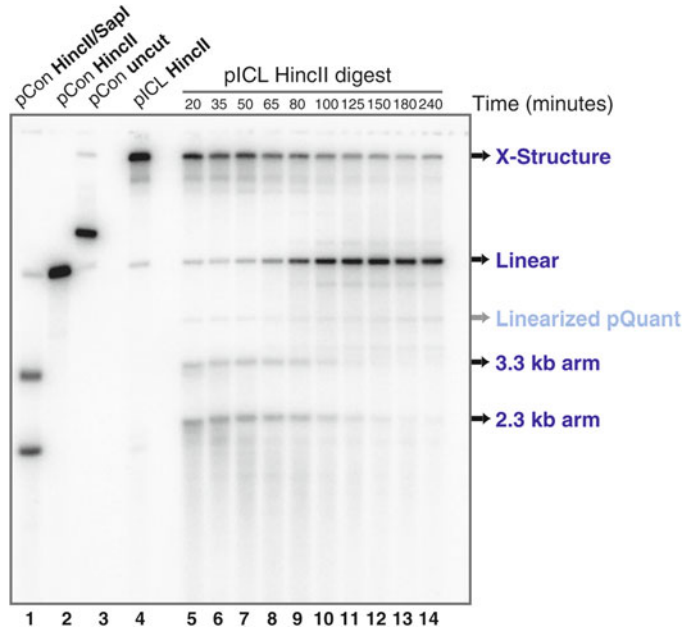 pCon HincII/SapI
pCon HincII
pCon uncut
pICL HincII
pICL HincII digest
20 35 50 65 80 100 125 150 180 240 Time (minutes)
X-Structure
Linear
Linearized pQuant
3.3 kb arm
2.3 kb arm
1 2 3 4 5 6 7 8 9 10 11 12 13 14